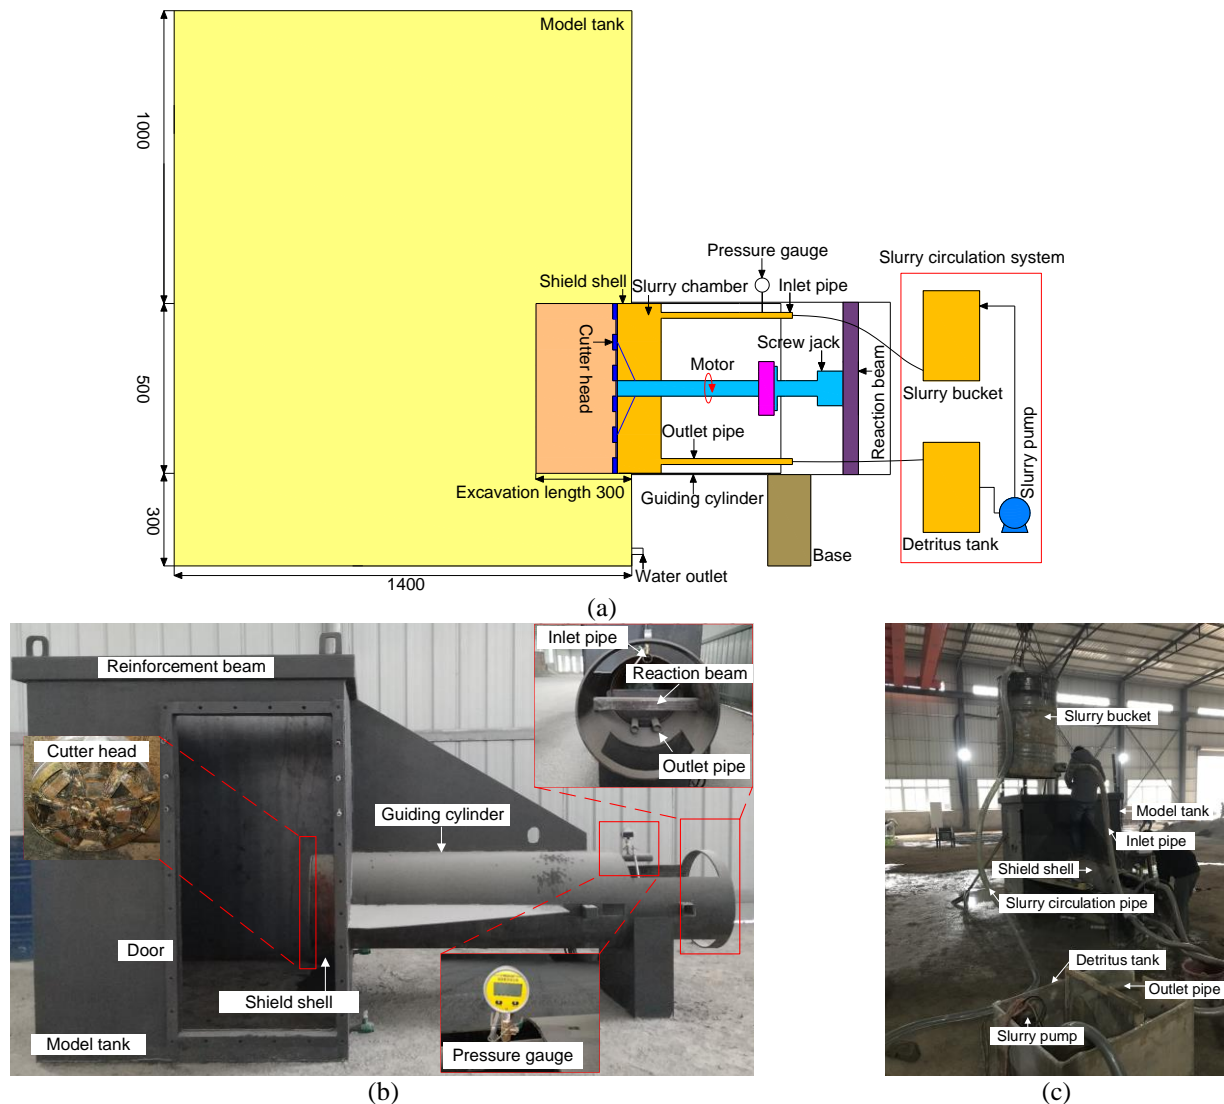 Model tank
1000
Pressure gauge
Slurry circulation system
Shield shell
Slurry chamber
Inlet pipe
Cutter head
Motor
Screw jack
Reaction beam
Slurry bucket
500
Outlet pipe
Slurry pump
Excavation length 300
Guiding cylinder
300
Detritus tank
Base
Water outlet
1400
(a)
Inlet pipe
Reinforcement beam
Reaction beam
Cutter head
Outlet pipe
Guiding cylinder
Door
Shield shell
Model tank
Pressure gauge
(b)
Slurry bucket
Model tank
Inlet pipe
Shield shell
Slurry circulation pipe
Detritus tank
Outlet pipe
Slurry pump
(c)